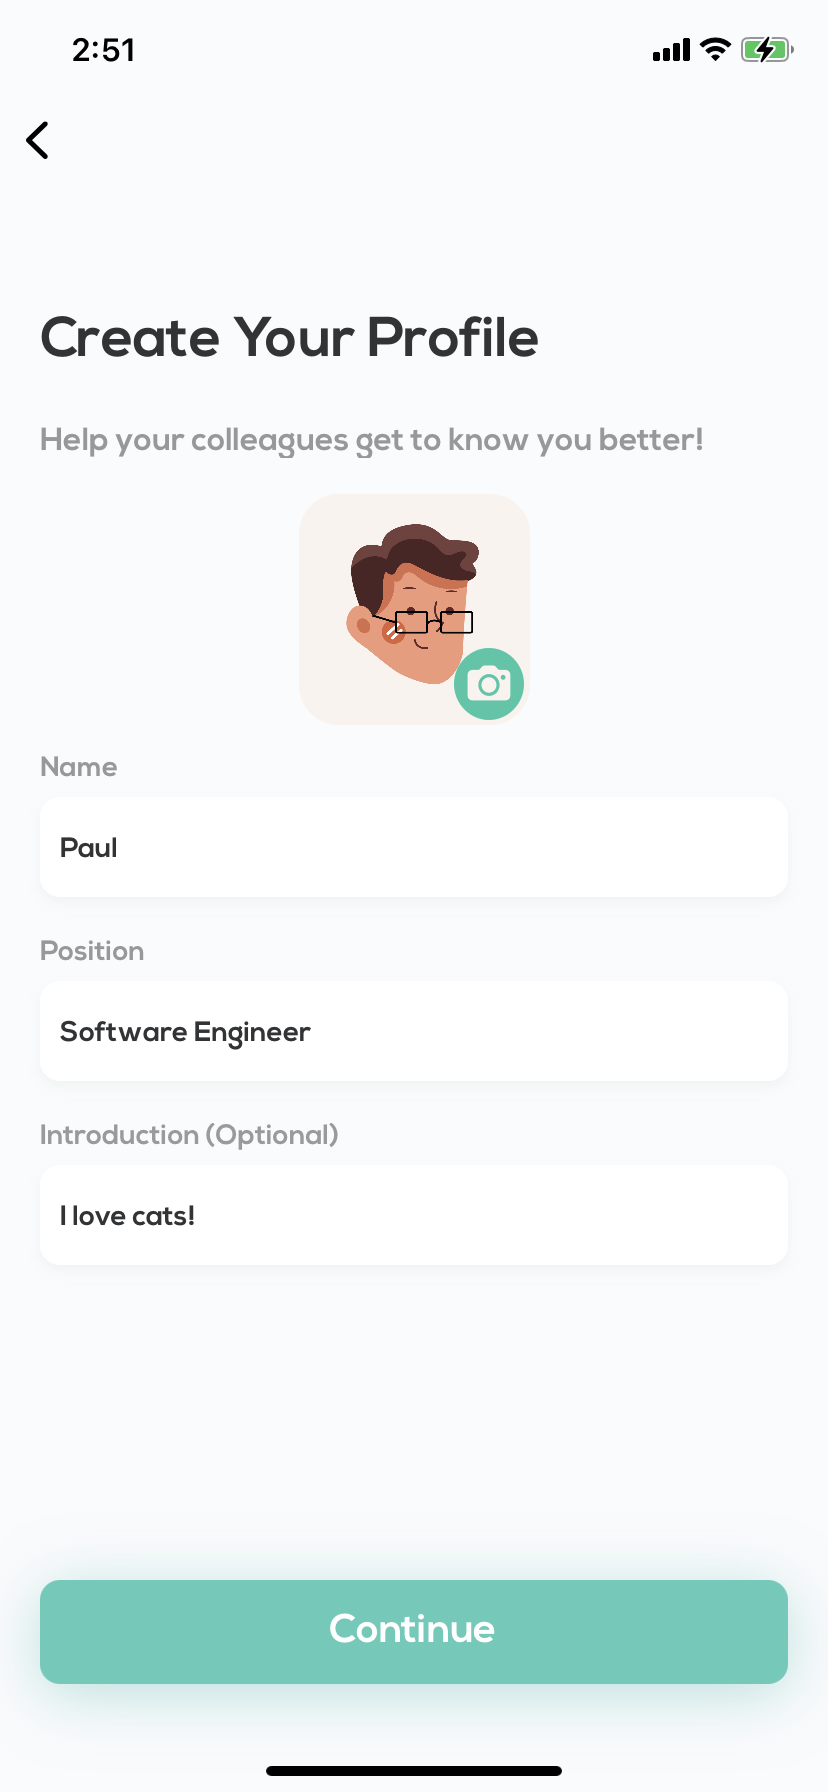 2:51
Create Your Profile
Help your colleagues get to know you better!
Name
Paul
Position
Software Engineer
Introduction (Optional)
I love cats!
Continue